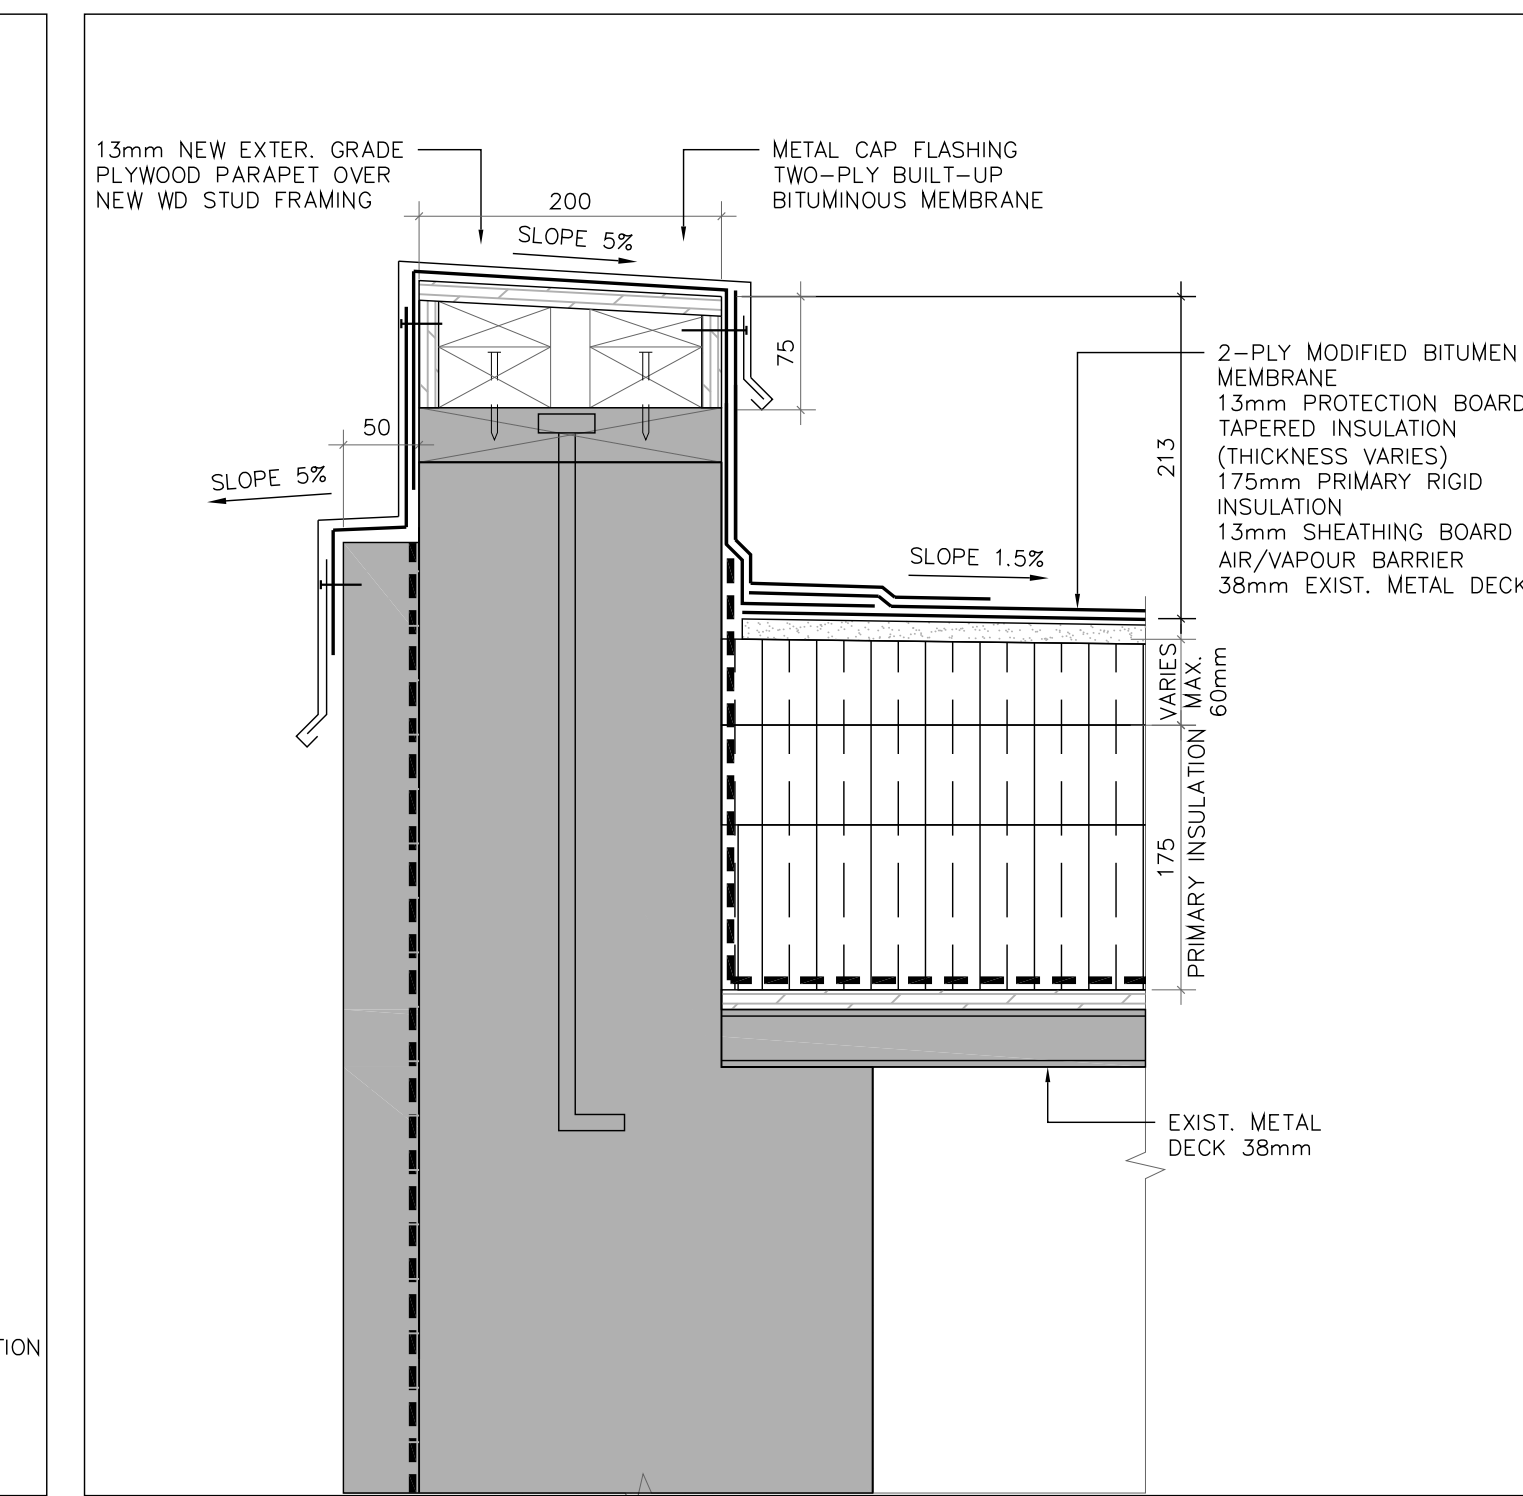 13mm NEW EXTER. GRADE
PLYWOOD PARAPET OVER
NEW WD STUD FRAMING
METAL CAP FLASHING
TWO-PLY BUILT-UP
BITUMINOUS MEMBRANE
200
SLOPE 5%
75
50
SLOPE 5%
213
2-PLY MODIFIED BITUMEN
MEMBRANE
13mm PROTECTION BOARD
TAPERED INSULATION
(THICKNESS VARIES)
175mm PRIMARY RIGID
INSULATION
13mm SHEATHING BOARD
AIR/VAPOUR BARRIER
38mm EXIST. METAL DECK
SLOPE 1.5%
VARIES
MAX.
60mm
175
PRIMARY INSULATION
EXIST. METAL
DECK 38mm
TION